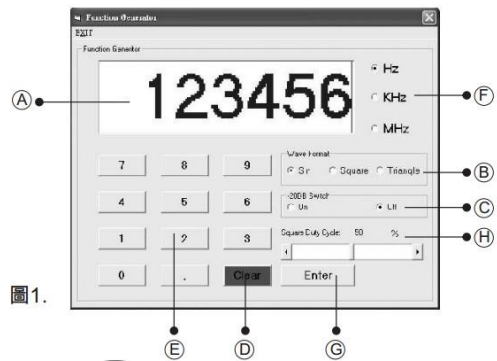 Function Generator
EXIT
Function Genertor
123456
Hz
KHz
MHz
A
F
Wave Format
Sin Square Triangle
B
7 8 9
-20DB Switch
On Off
C
4 5 6
Square Duty Cycle: 50 %
H
1 2 3
0 . Clear Enter
圖1.
E D G